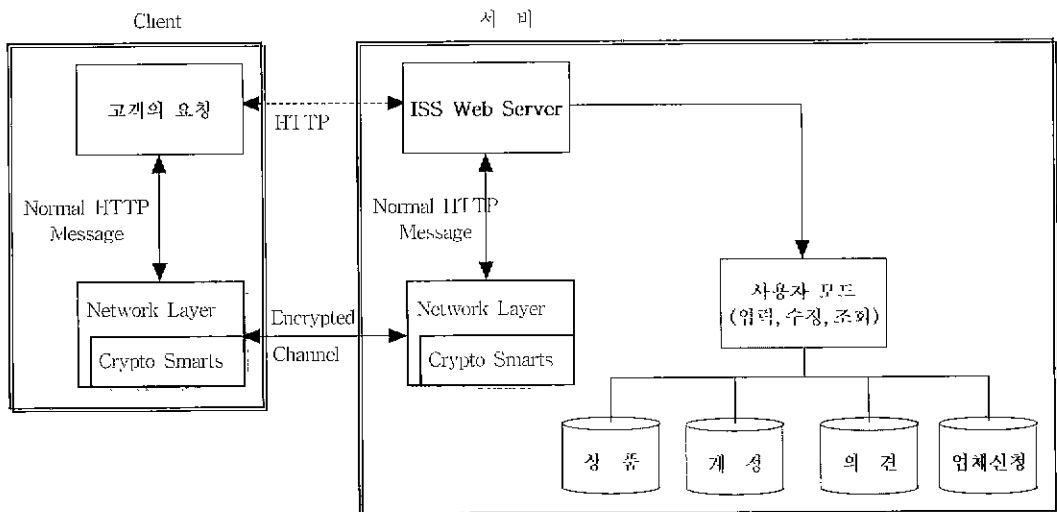 Client
서 비
고객의 요청
HTTP
ISS Web Server
Normal HTTP
Message
Normal HTTP
Message
Network Layer
Crypto Smarts
Encrypted
Channel
Network Layer
Crypto Smarts
사용자 모드
(입력, 수정, 조회)
상 품
계 정
의 견
업체신청